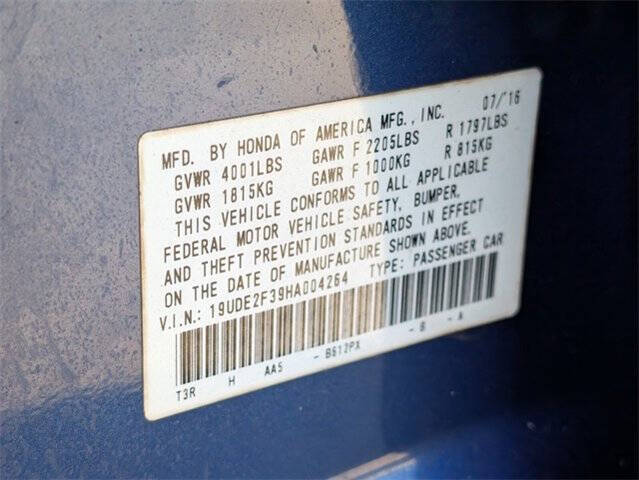 MFD. BY HONDA OF AMERICA MFG., INC. 07/'16
GVWR 4001LBS GAWR F 2205LBS R 1797LBS
GVWR 1815KG GAWR F 1000KG R 815KG
THIS VEHICLE CONFORMS TO ALL APPLICABLE
FEDERAL MOTOR VEHICLE SAFETY, BUMPER,
AND THEFT PREVENTION STANDARDS IN EFFECT
ON THE DATE OF MANUFACTURE SHOWN ABOVE.
V.I.N.: 19UDE2F39HA004264 TYPE: PASSENGER CAR
T3R H AA5 - B612PX - B - A